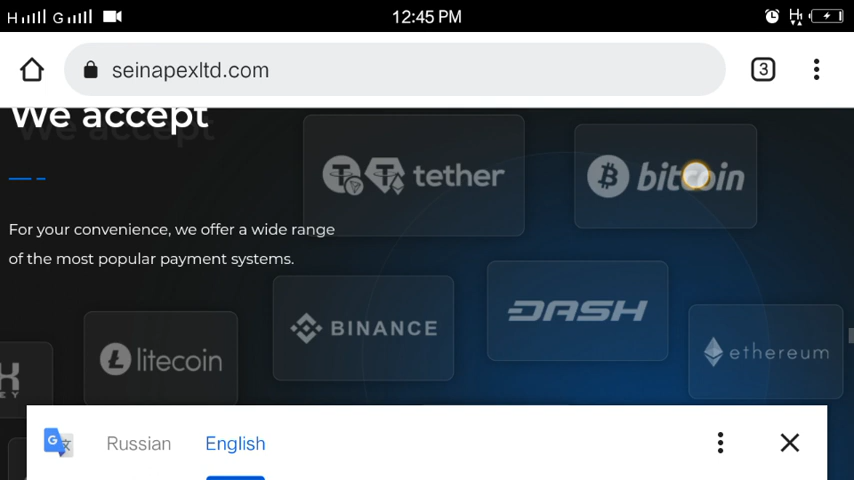 H G 12:45 PM
seinapexltd.com 3
We accept
tether
bitcoin
For your convenience, we offer a wide range
of the most popular payment systems.
BINANCE
DASH
litecoin
ethereum
EY
Russian English